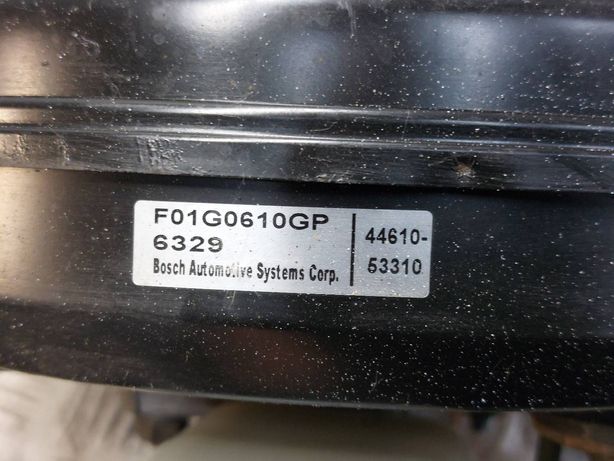 F01G0610GP
6329
Bosch Automotive Systems Corp.
44610-
53310